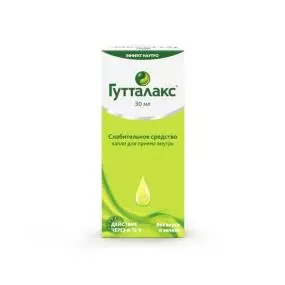 ЭФФЕКТ НАУТРО
Гутталакс®
30 мл
Слабительное средство
капли для приема внутрь
ДЕЙСТВИЕ
ЧЕРЕЗ 6-12 Ч
Без вкуса
и запаха